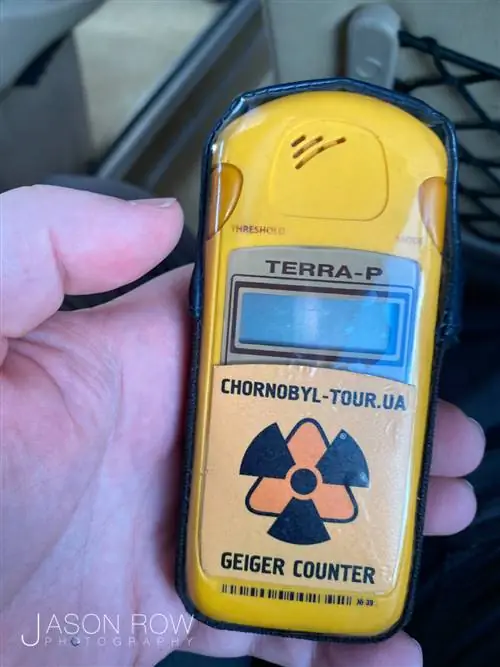 THRESHOLD
TERRA-P
CHORNOBYL-TOUR.UA
GEIGER COUNTER
JASON ROW
PHOTOGRAPHY